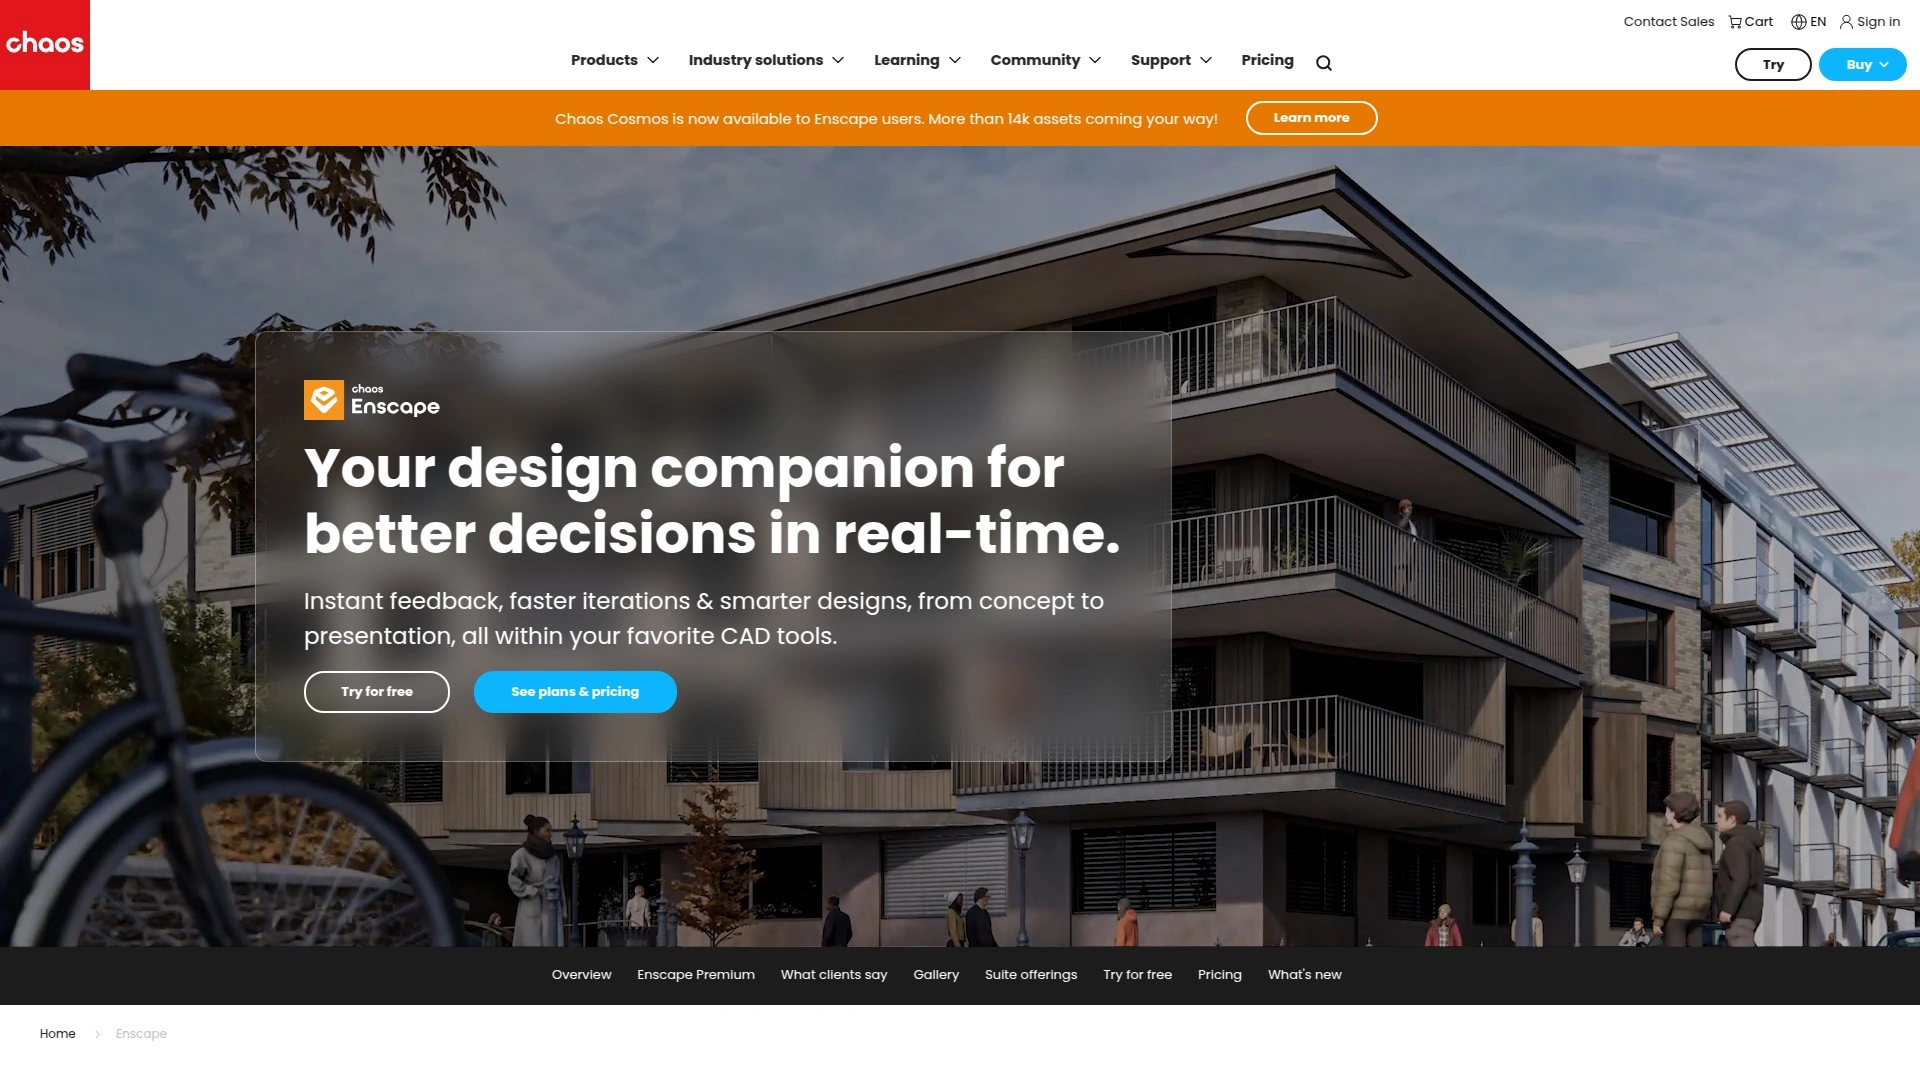 chaos
Contact Sales Cart EN Sign in
Products Industry solutions Learning Community Support Pricing
Try Buy
Chaos Cosmos is now available to Enscape users. More than 14k assets coming your way! Learn more
chaos
Enscape
Your design companion for
better decisions in real-time.
Instant feedback, faster iterations & smarter designs, from concept to
presentation, all within your favorite CAD tools.
Try for free See plans & pricing
Overview Enscape Premium What clients say Gallery Suite offerings Try for free Pricing What's new
Home Enscape